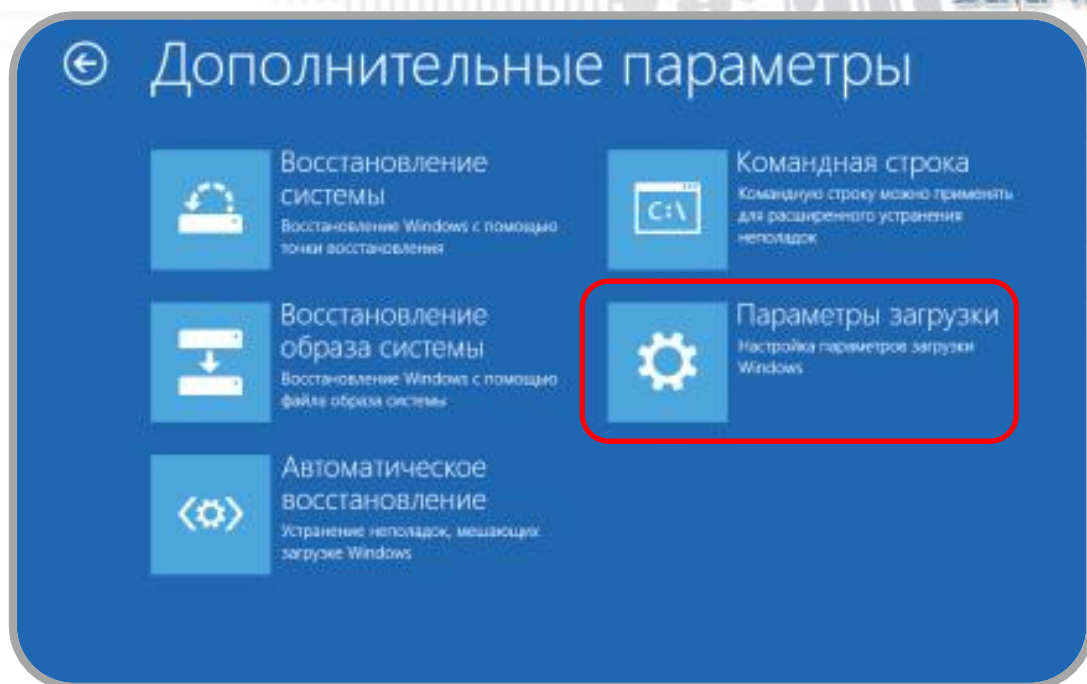 Дополнительные параметры
Восстановление
системы
Восстановление Windows с помощью
точки восстановления
Командная строка
Командную строку можно применять
для расширенного устранения
неполадок
C:\
Восстановление
образа системы
Восстановление Windows с помощью
файла образа системы
Параметры загрузки
Настройка параметров загрузки
Windows
Автоматическое
восстановление
Устранение неполадок, мешающих
загрузке Windows